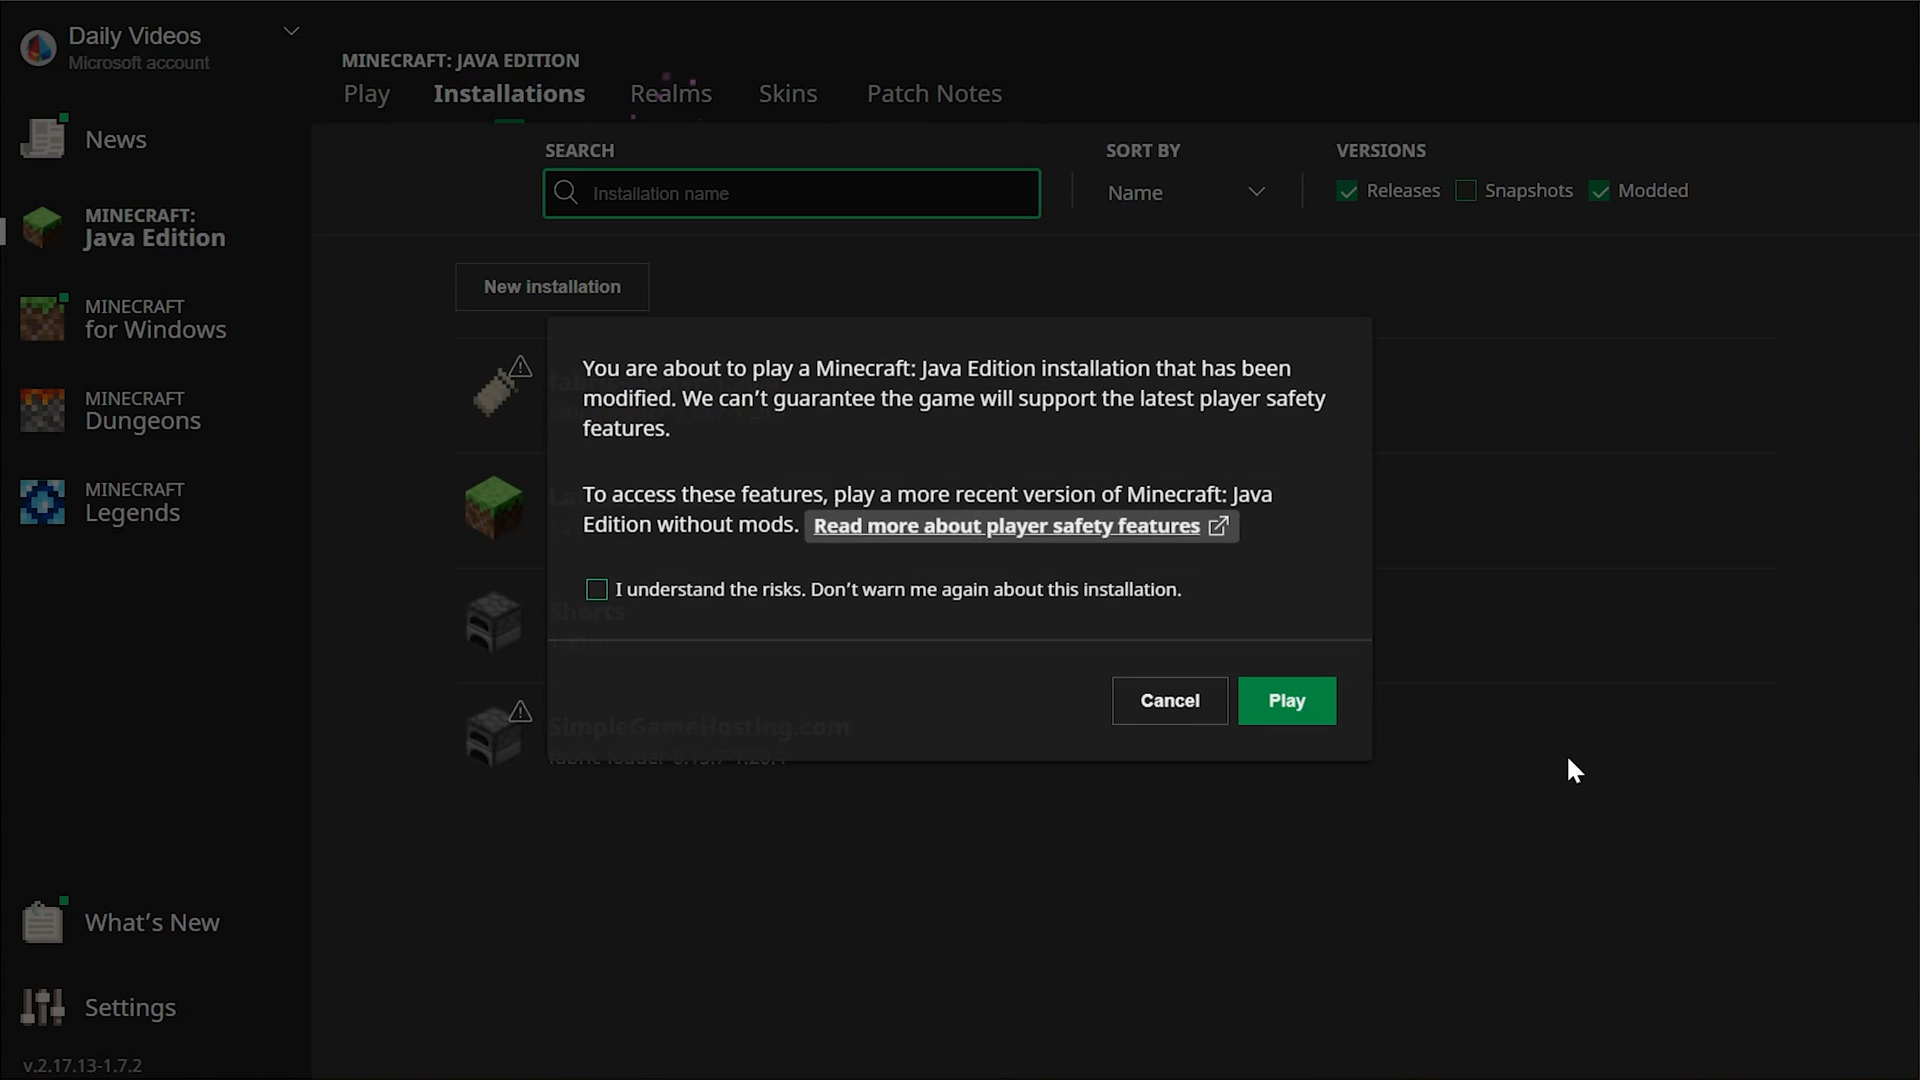 Daily Videos
Microsoft account
MINECRAFT: JAVA EDITION
Play Installations Realms Skins Patch Notes
News
MINECRAFT:
Java Edition
MINECRAFT
for Windows
MINECRAFT
Dungeons
MINECRAFT
Legends
What's New
Settings
v.2.17.13-1.7.2
SEARCH
Installation name
SORT BY
Name
VERSIONS
Releases Snapshots Modded
New installation
You are about to play a Minecraft: Java Edition installation that has been
modified. We can't guarantee the game will support the latest player safety
features.
To access these features, play a more recent version of Minecraft: Java
Edition without mods. Read more about player safety features
I understand the risks. Don't warn me again about this installation.
Shorts
Cancel Play
SimpleGameHosting.com